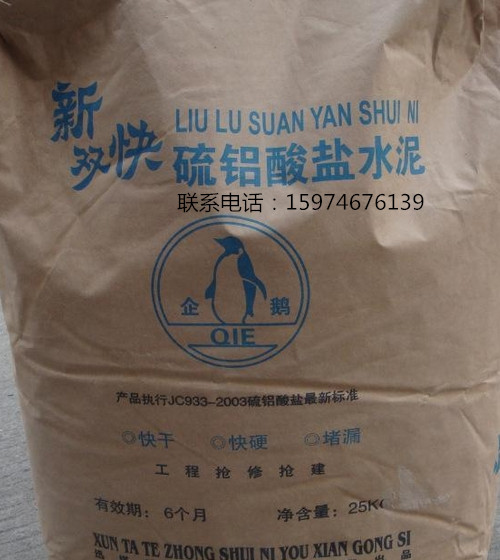 新双快
LIU LU SUAN YAN SHUI NI
硫铝酸盐水泥
联系电话：15974676139
企 鹅
QIE
产品执行JC933-2003硫铝酸盐最新标准
◎快干 ◎快硬 ◎堵漏
工程抢修抢建
有效期：6个月 净含量：25KG
XUN TA TE ZHONG SHUI NI YOU XIAN GONG SI